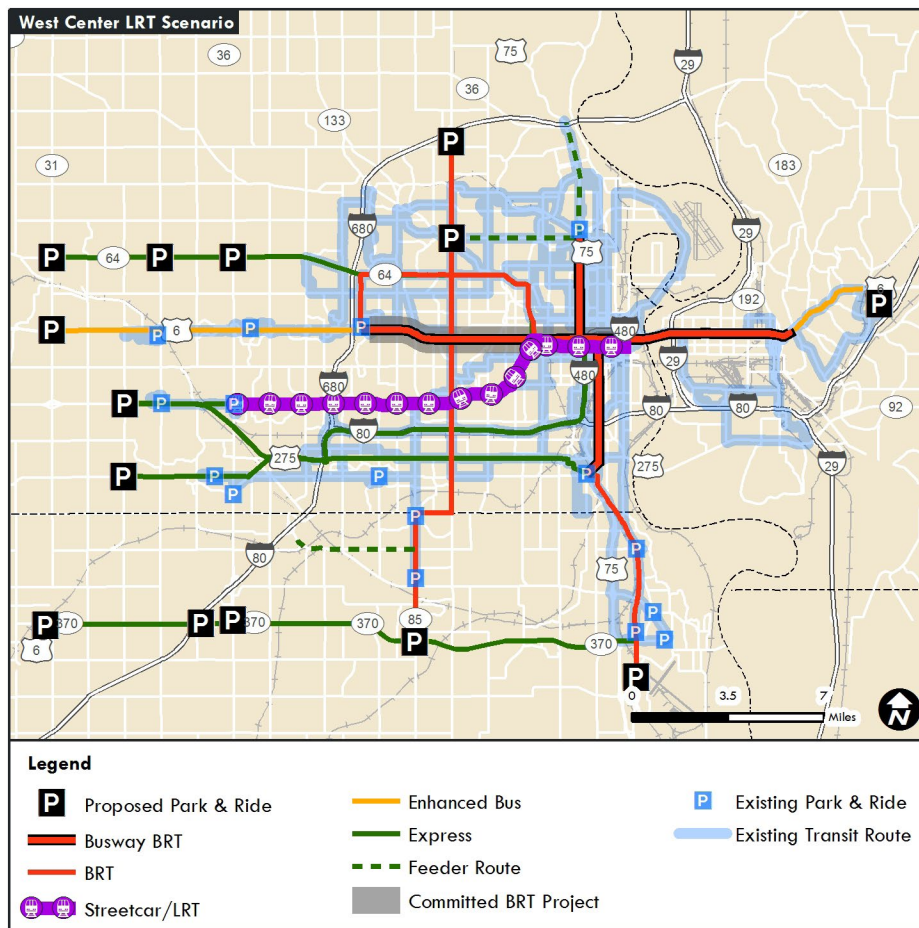 West Center LRT Scenario
36
75
29
36
133
31
183
680
29
P
P
P
P
P
P
64
75
P
64
192
6
P
P
6
P
P
P
480
680
480
29
P
P
P
80
80
92
80
275
275
29
P
P
P
P
P
P
P
80
75
P
P
P
P
370
P
P
370
370
85
P
370
P
P
6
P
0
3.5
7
Miles
N
Legend
P Proposed Park & Ride
Busway BRT
BRT
Streetcar/LRT
Enhanced Bus
Express
Feeder Route
Committed BRT Project
P Existing Park & Ride
Existing Transit Route